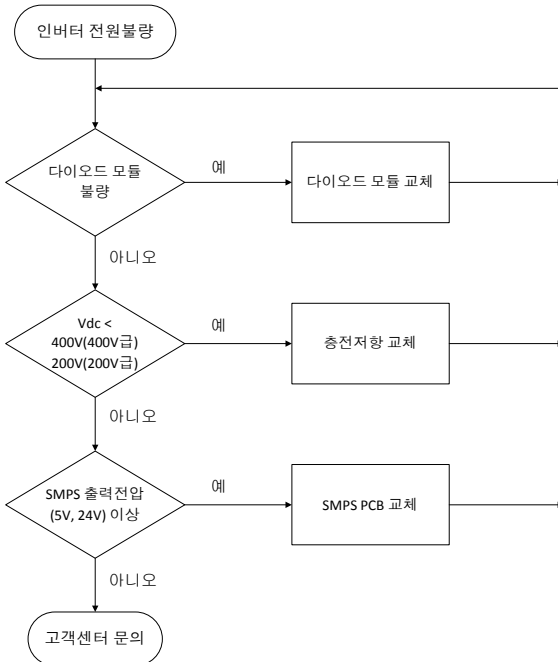 인버터 전원불량
다이오드 모듈
불량
예
다이오드 모듈 교체
아니오
Vdc <
400V(400V급)
200V(200V급)
예
충전저항 교체
아니오
SMPS 출력전압
(5V, 24V) 이상
예
SMPS PCB 교체
아니오
고객센터 문의